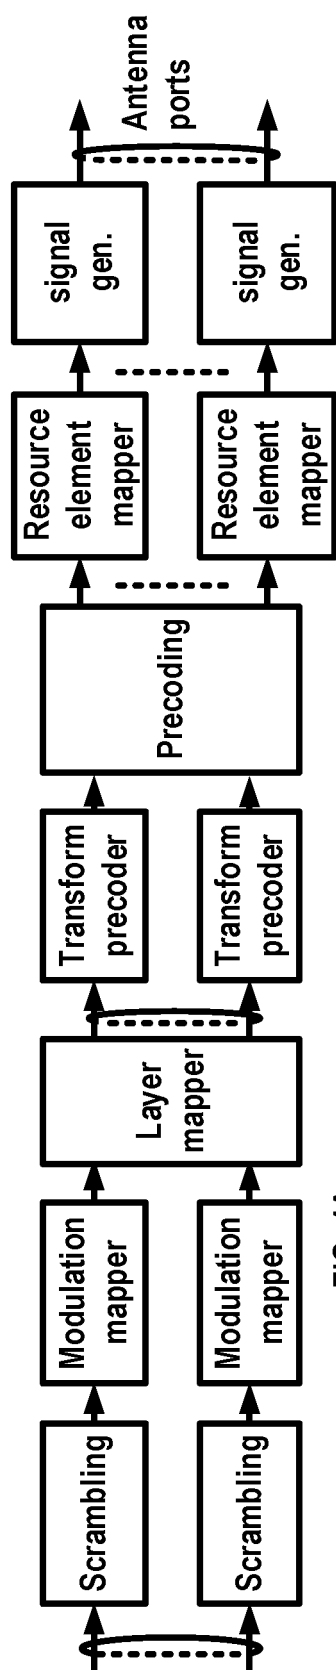 Scrambling
Modulation
mapper
Layer
mapper
Transform
precoder
Precoding
Resource
element
mapper
signal
gen.
Antenna
ports
Scrambling
Modulation
mapper
Transform
precoder
Resource
element
mapper
signal
gen.